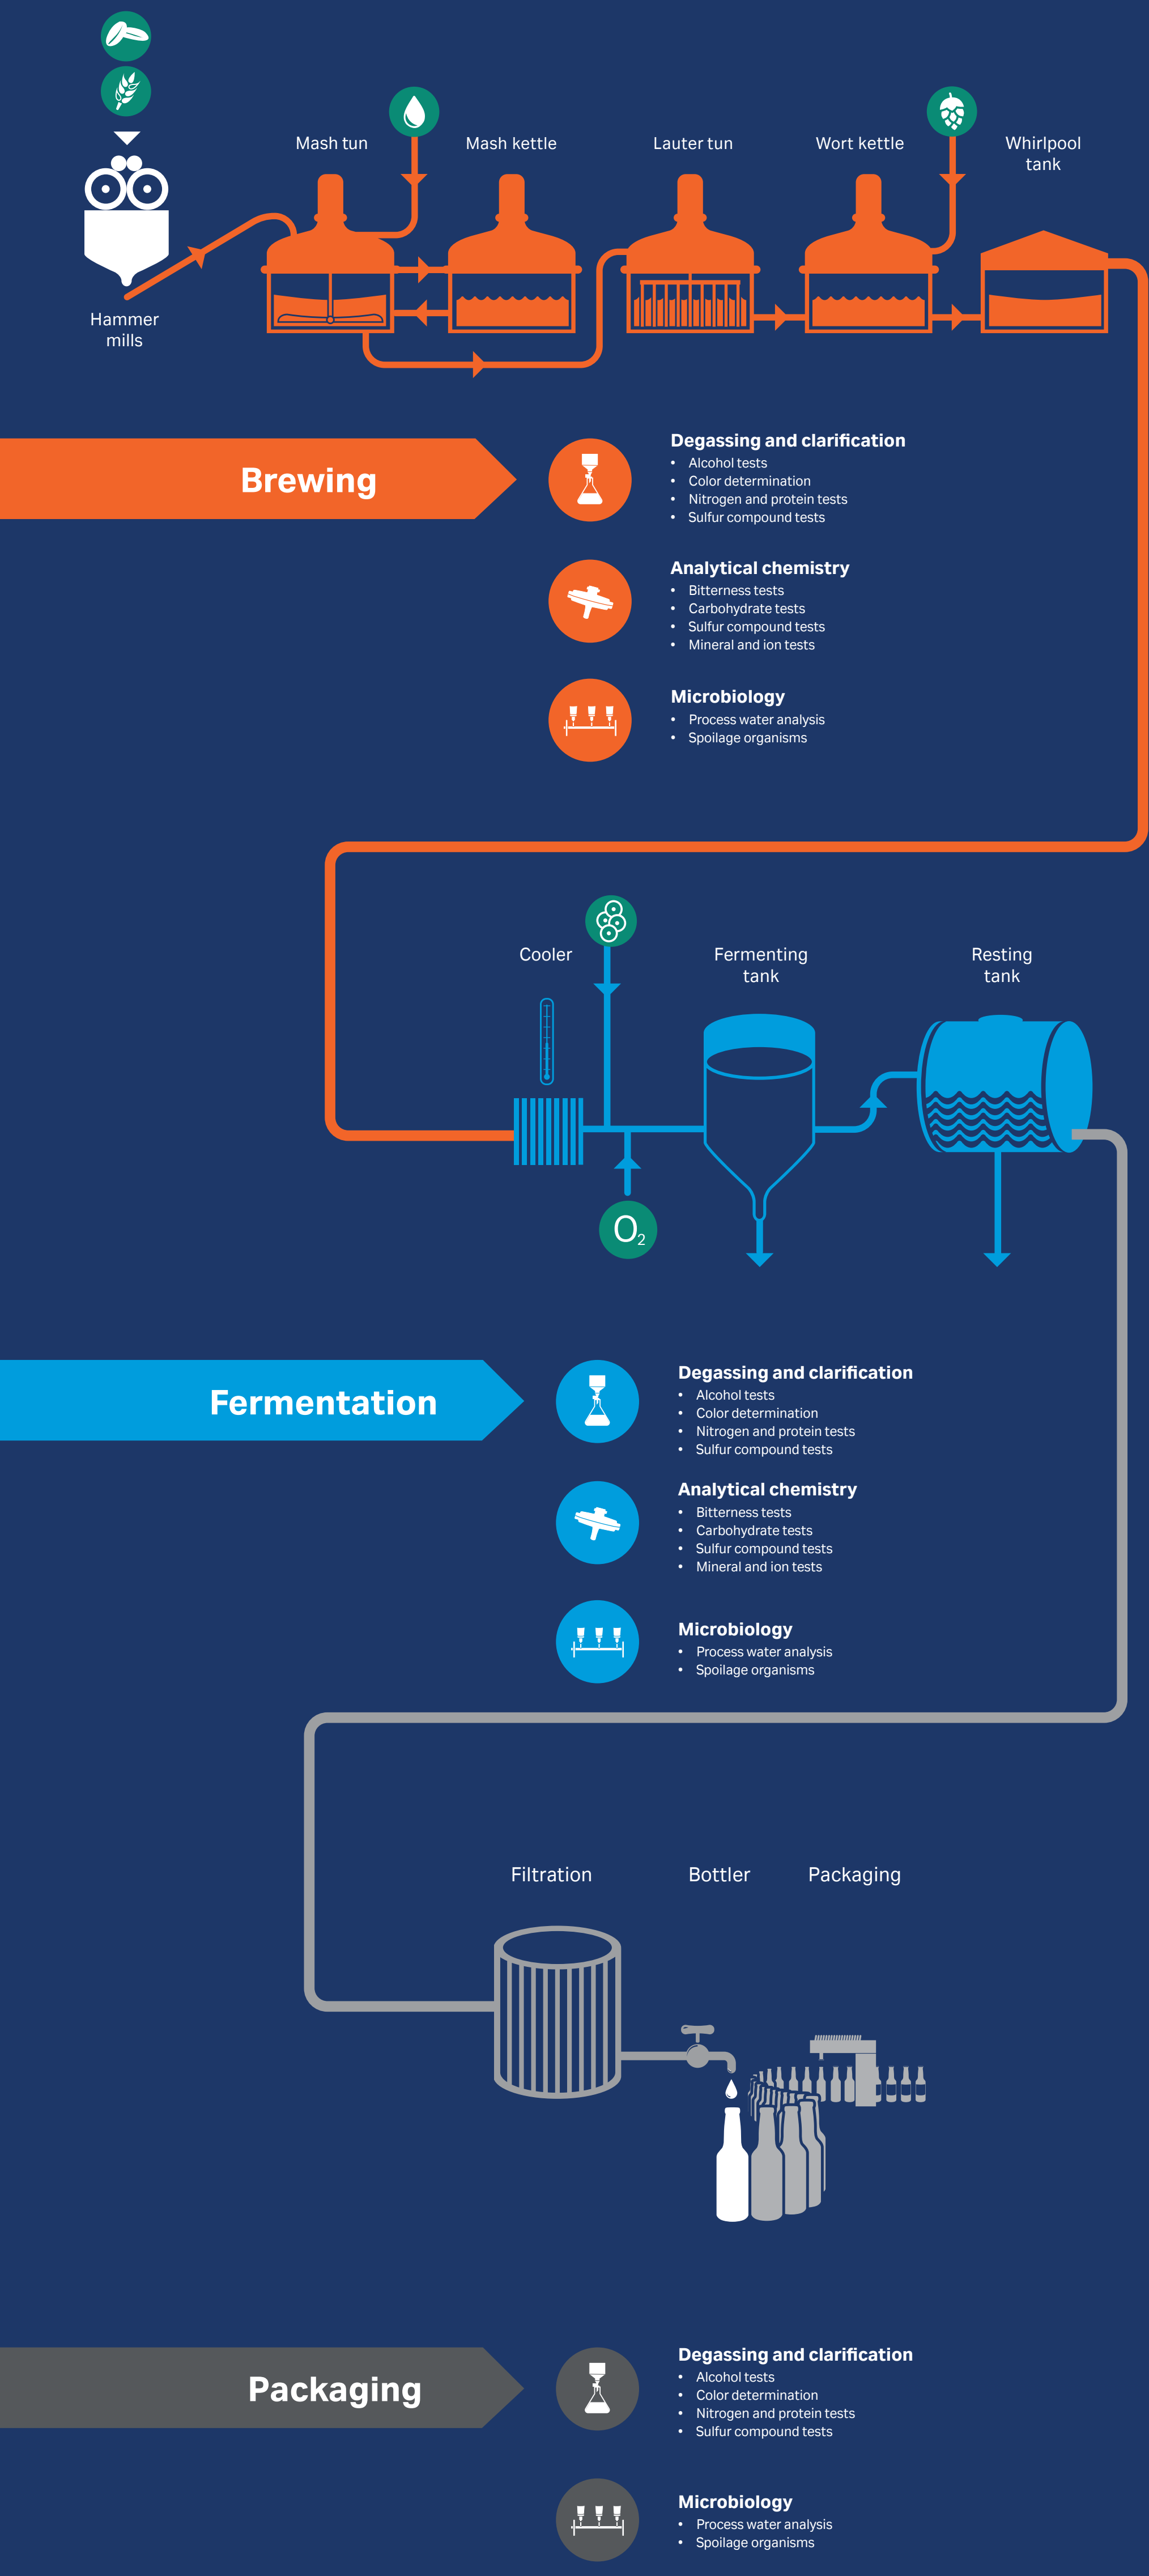 Mash tun
Mash kettle
Lauter tun
Wort kettle
Whirlpool
tank
Hammer
mills
Brewing
Degassing and clarification
• Alcohol tests
• Color determination
• Nitrogen and protein tests
• Sulfur compound tests
Analytical chemistry
• Bitterness tests
• Carbohydrate tests
• Sulfur compound tests
• Mineral and ion tests
Microbiology
• Process water analysis
• Spoilage organisms
Cooler
Fermenting
tank
Resting
tank
O2
Fermentation
Degassing and clarification
• Alcohol tests
• Color determination
• Nitrogen and protein tests
• Sulfur compound tests
Analytical chemistry
• Bitterness tests
• Carbohydrate tests
• Sulfur compound tests
• Mineral and ion tests
Microbiology
• Process water analysis
• Spoilage organisms
Filtration
Bottler
Packaging
Packaging
Degassing and clarification
• Alcohol tests
• Color determination
• Nitrogen and protein tests
• Sulfur compound tests
Microbiology
• Process water analysis
• Spoilage organisms